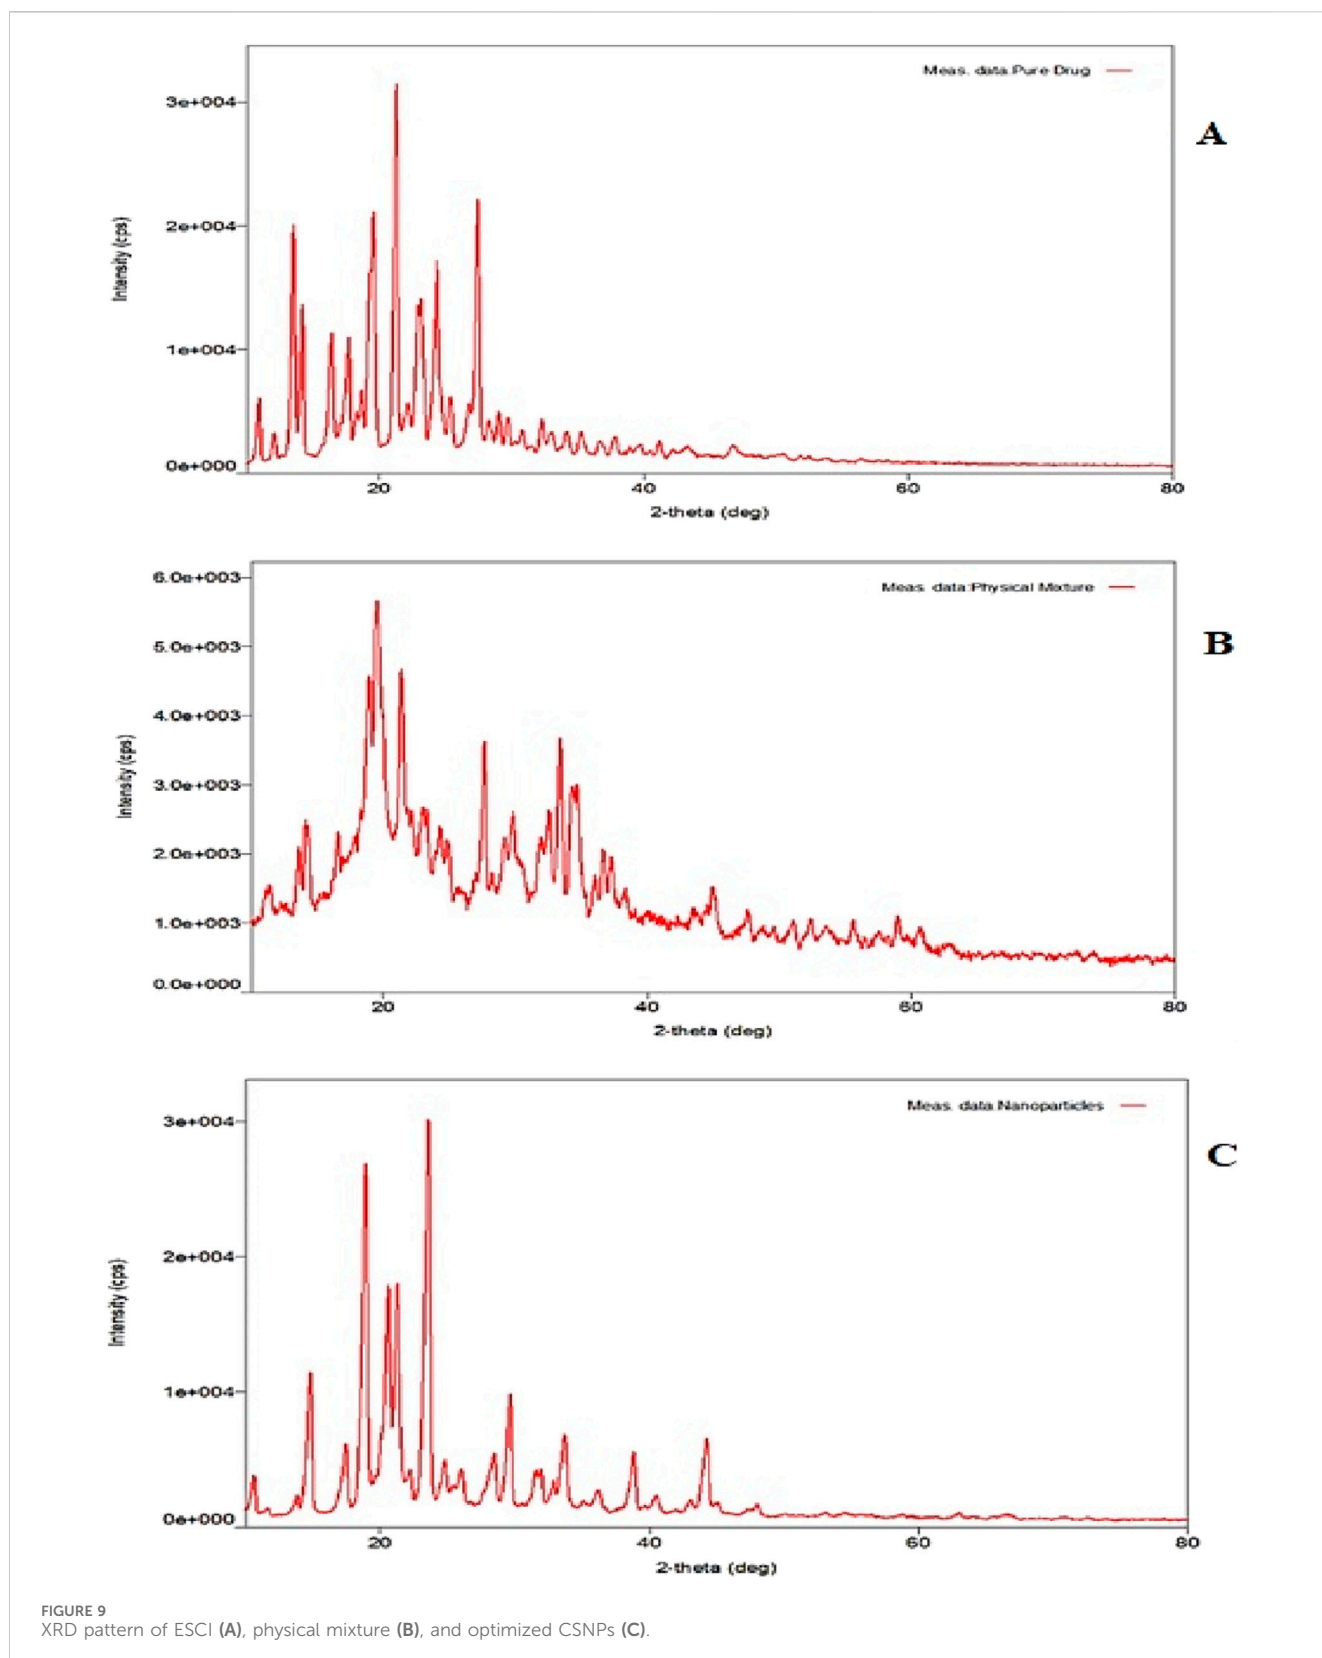 Meas. data:Pure Drug
A
3e+004
2e+004
1e+004
0e+000
Intensity (cps)
20 40 60 80
2-theta (deg)
Meas. data:Physical Mixture
B
6.0e+003
5.0e+003
4.0e+003
3.0e+003
2.0e+003
1.0e+003
0.0e+000
Intensity (cps)
20 40 60 80
2-theta (deg)
Meas. data:Nanoparticles
C
3e+004
2e+004
1e+004
0e+000
Intensity (cps)
20 40 60 80
2-theta (deg)
FIGURE 9
XRD pattern of ESCI (A), physical mixture (B), and optimized CSNPs (C).